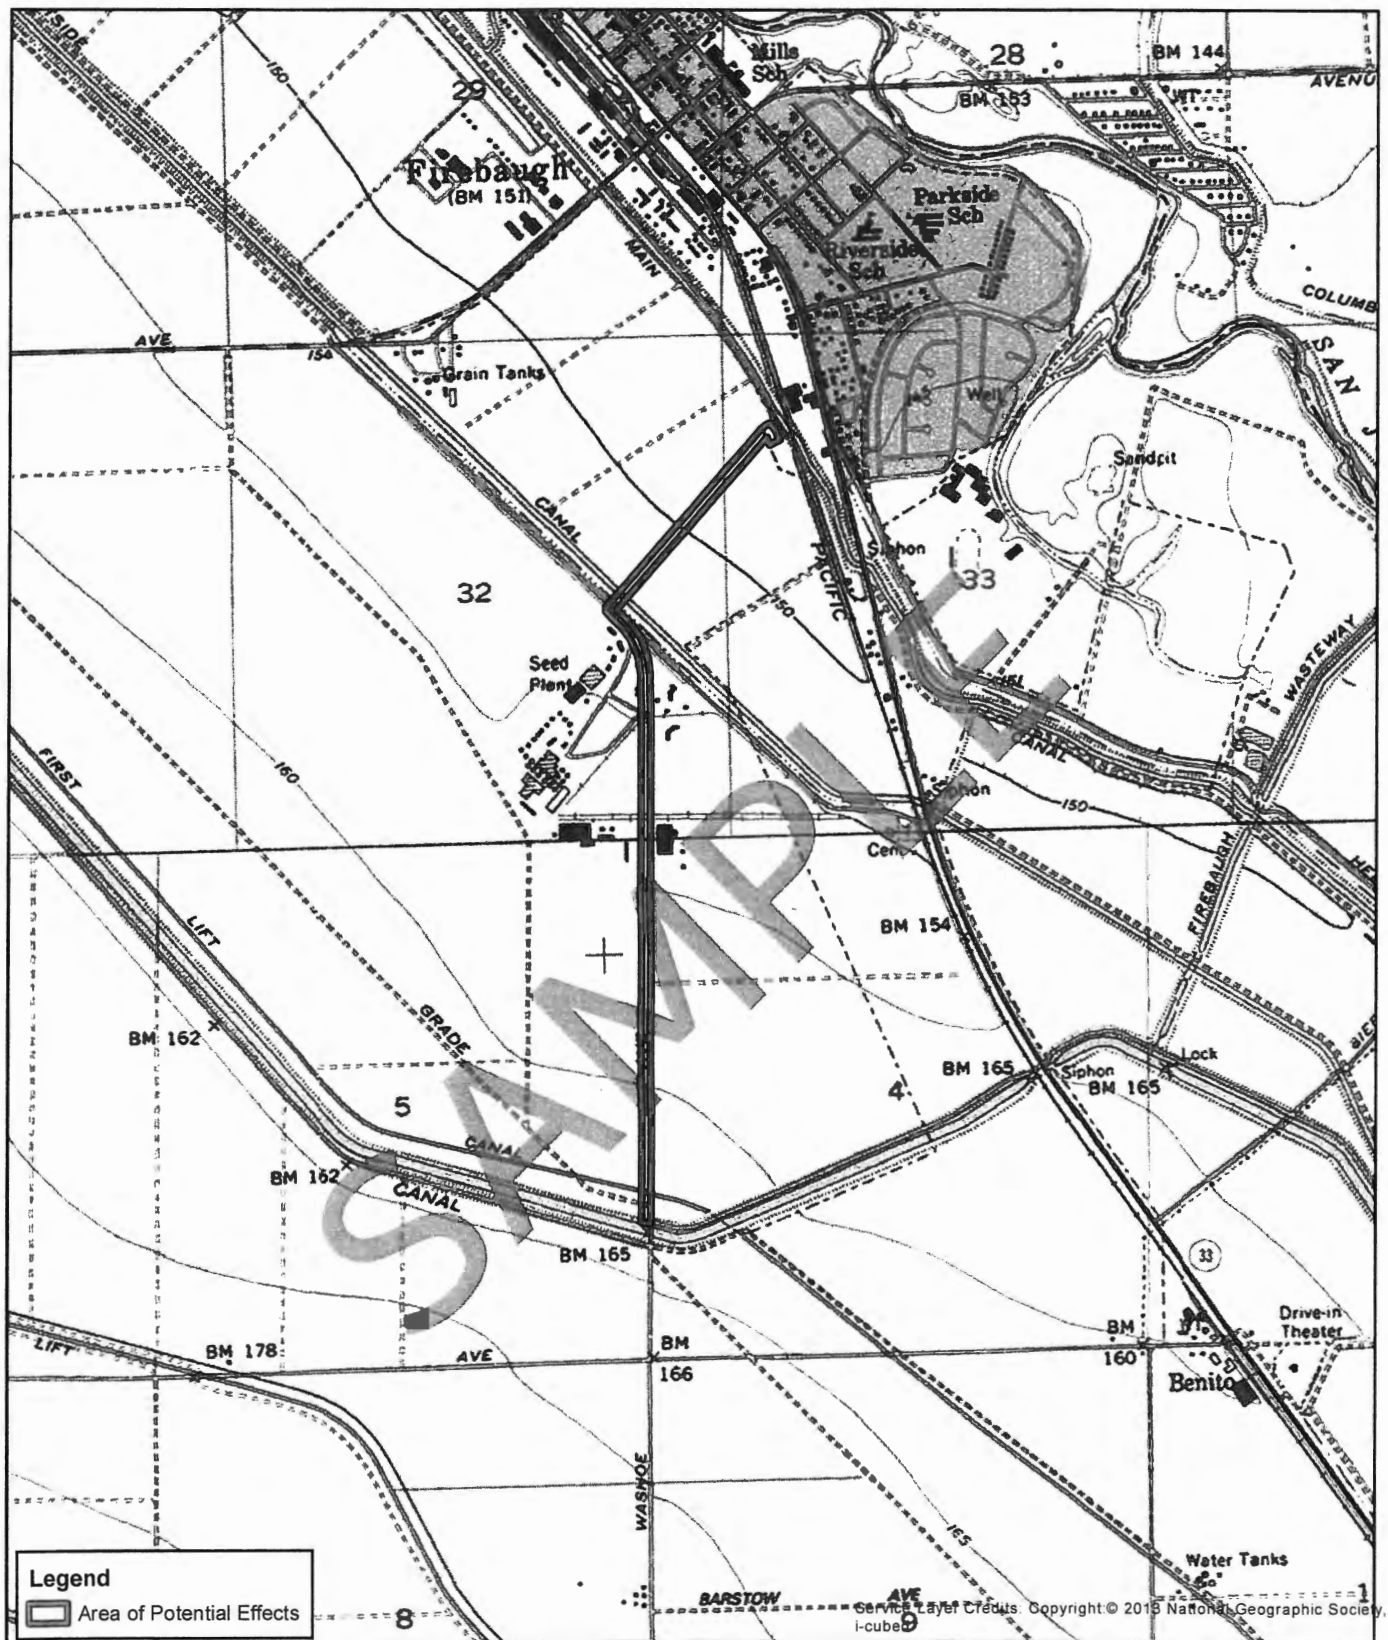 28
BM 144
AVENU
Mills
Sch
BM 153
29
Firebaugh
(BM 151)
Parkside
Sch
Riverside
Sch
MAIN
COLUMB
SAN J
AVE
154
Grain Tanks
Well
Sandpit
CANAL
Siphon
33
32
PACIFIC
150
Seed
Plant
WASTEWAY
151
CANAL
FIRST
160
Siphon
150
HE
FIREBAUGH
LIFT
BM 154
BM 162
GRADE
BM 165
Siphon
Lock
BM 165
5
4
CANAL
BM 162
CANAL
BM 165
33
Drive-in
Theater
LIFT
BM 178
AVE
BM
166
BM
160
Benito
WASHOE
165
Water Tanks
BARSTOW AVE
8
9
1
SAMPLE
Legend
Area of Potential Effects
Service Layer Credits: Copyright:© 2013 National Geographic Society,
i-cubed